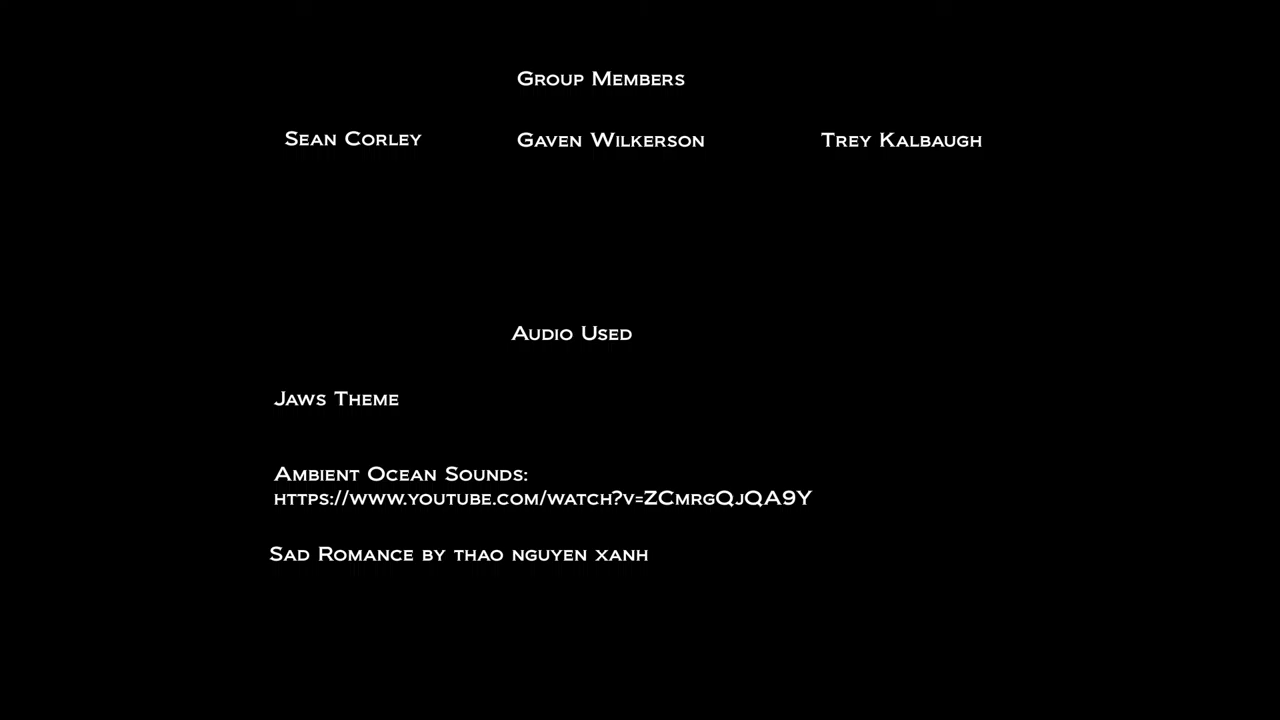 Group Members
Sean Corley Gaven Wilkerson Trey Kalbaugh
Audio Used
Jaws Theme
Ambient Ocean Sounds:
https://www.youtube.com/watch?v=ZCmrgQjQA9Y
Sad Romance by thao nguyen xanh